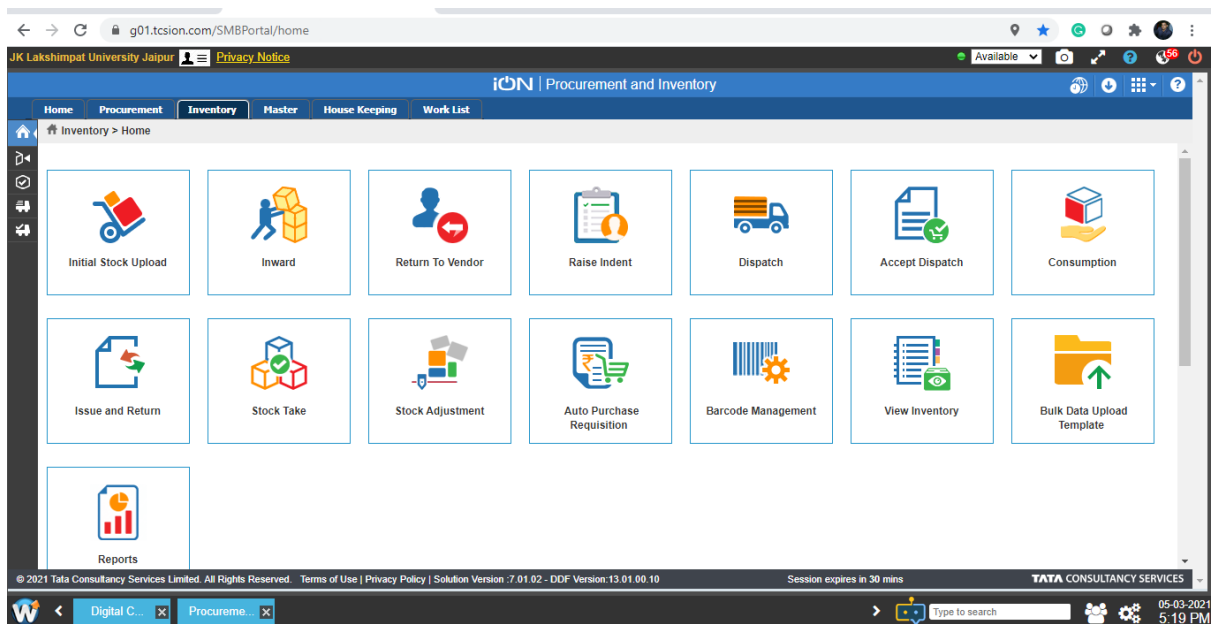 g01.tcsion.com/SMBPortal/home
JK Lakshimpat University Jaipur Privacy Notice Available 56
iON | Procurement and Inventory
Home Procurement Inventory Master House Keeping Work List
Inventory > Home
Initial Stock Upload Inward Return To Vendor Raise Indent Dispatch Accept Dispatch Consumption
Issue and Return Stock Take Stock Adjustment Auto Purchase Barcode Management View Inventory Bulk Data Upload
Requisition Template
Reports
© 2021 Tata Consultancy Services Limited. All Rights Reserved. Terms of Use | Privacy Policy | Solution Version :7.01.02 - DDF Version:13.01.00.10 Session expires in 30 mins TATA CONSULTANCY SERVICES
W Digital C... Procureme... Type to search 05-03-2021
5:19 PM